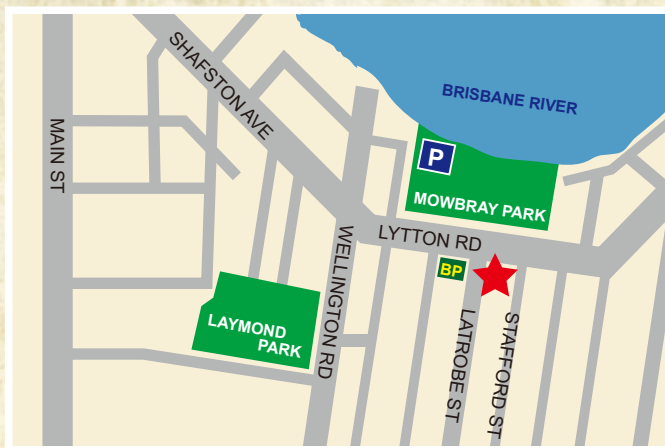 SHAFSTON AVE
BRISBANE RIVER
MAIN ST
P
MOWBRAY PARK
LYTTON RD
WELLINGTON RD
BP
LAYMOND
PARK
LATROBE ST
STAFFORD ST